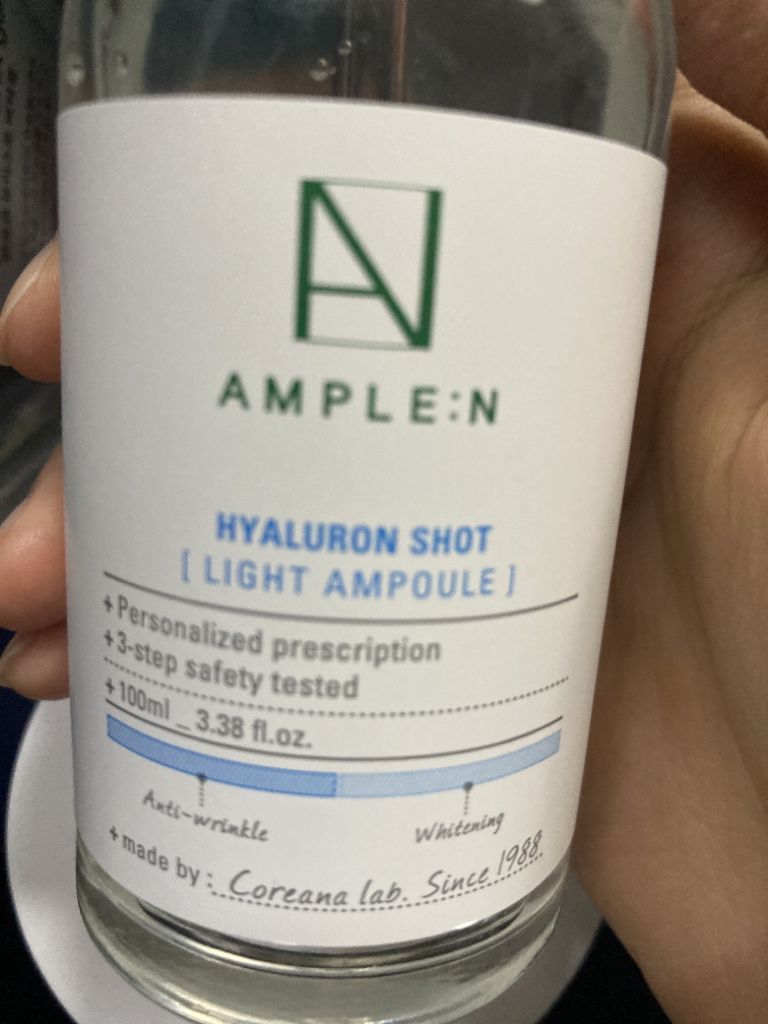 AMPLE:N
HYALURON SHOT
[ LIGHT AMPOULE ]
+Personalized prescription
+3-step safety tested
+100ml _ 3.38 fl.oz.
Anti-wrinkle
Whitening
+made by: Coreana lab. Since 1988